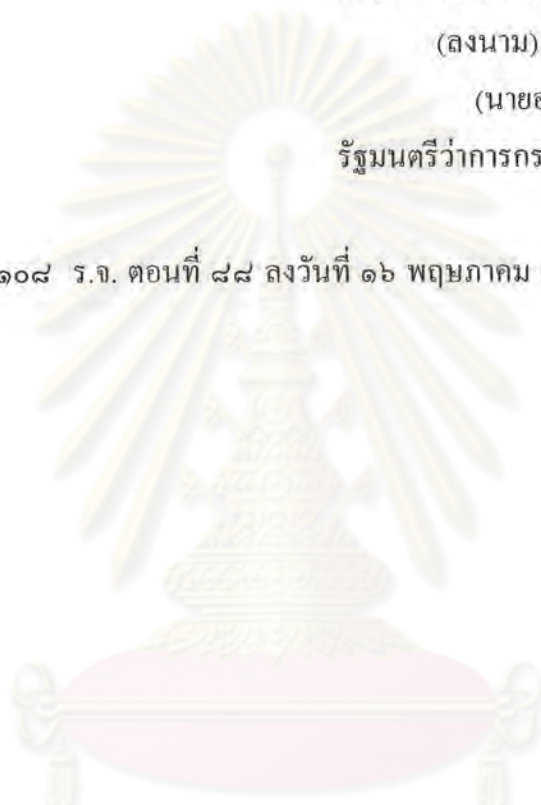 (ลงนาม)
(นาย
รัฐมนตรีว่าการกร
๑๐๘ ร.จ. ตอนที่ ๘๘ ลงวันที่ ๑๖ พฤษภาคม